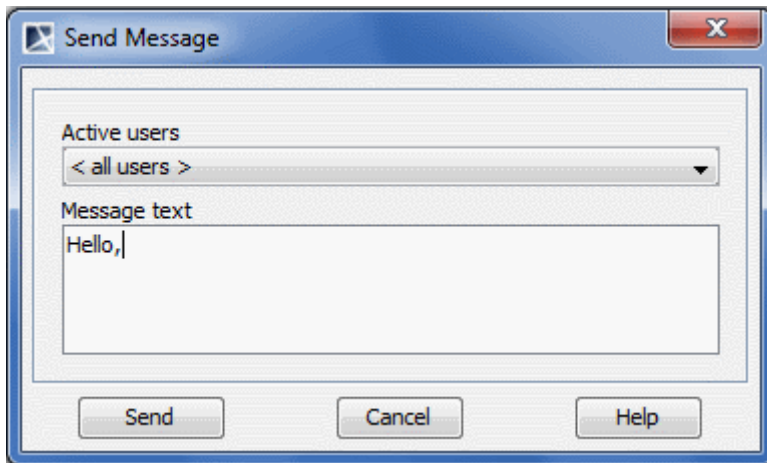 Send Message
Active users
< all users >
Message text
Hello,
Send Cancel Help